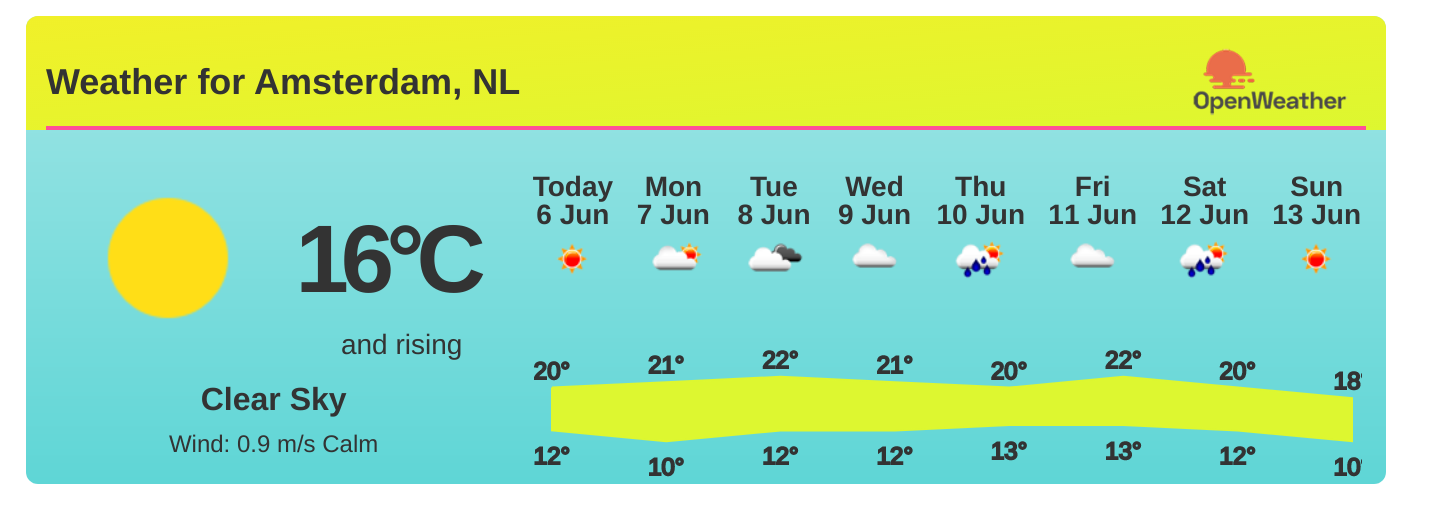 Weather for Amsterdam, NL
OpenWeather
16°C
and rising
Clear Sky
Wind: 0.9 m/s Calm
Today Mon Tue Wed Thu Fri Sat Sun
6 Jun 7 Jun 8 Jun 9 Jun 10 Jun 11 Jun 12 Jun 13 Jun
20° 21° 22° 21° 20° 22° 20° 18°
12° 10° 12° 12° 13° 13° 12° 10